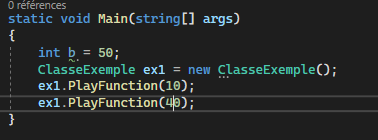 0 références
static void Main(string[] args)
{
int b = 50;
ClasseExemple ex1 = new ClasseExemple();
ex1.PlayFunction(10);
ex1.PlayFunction(40);
}